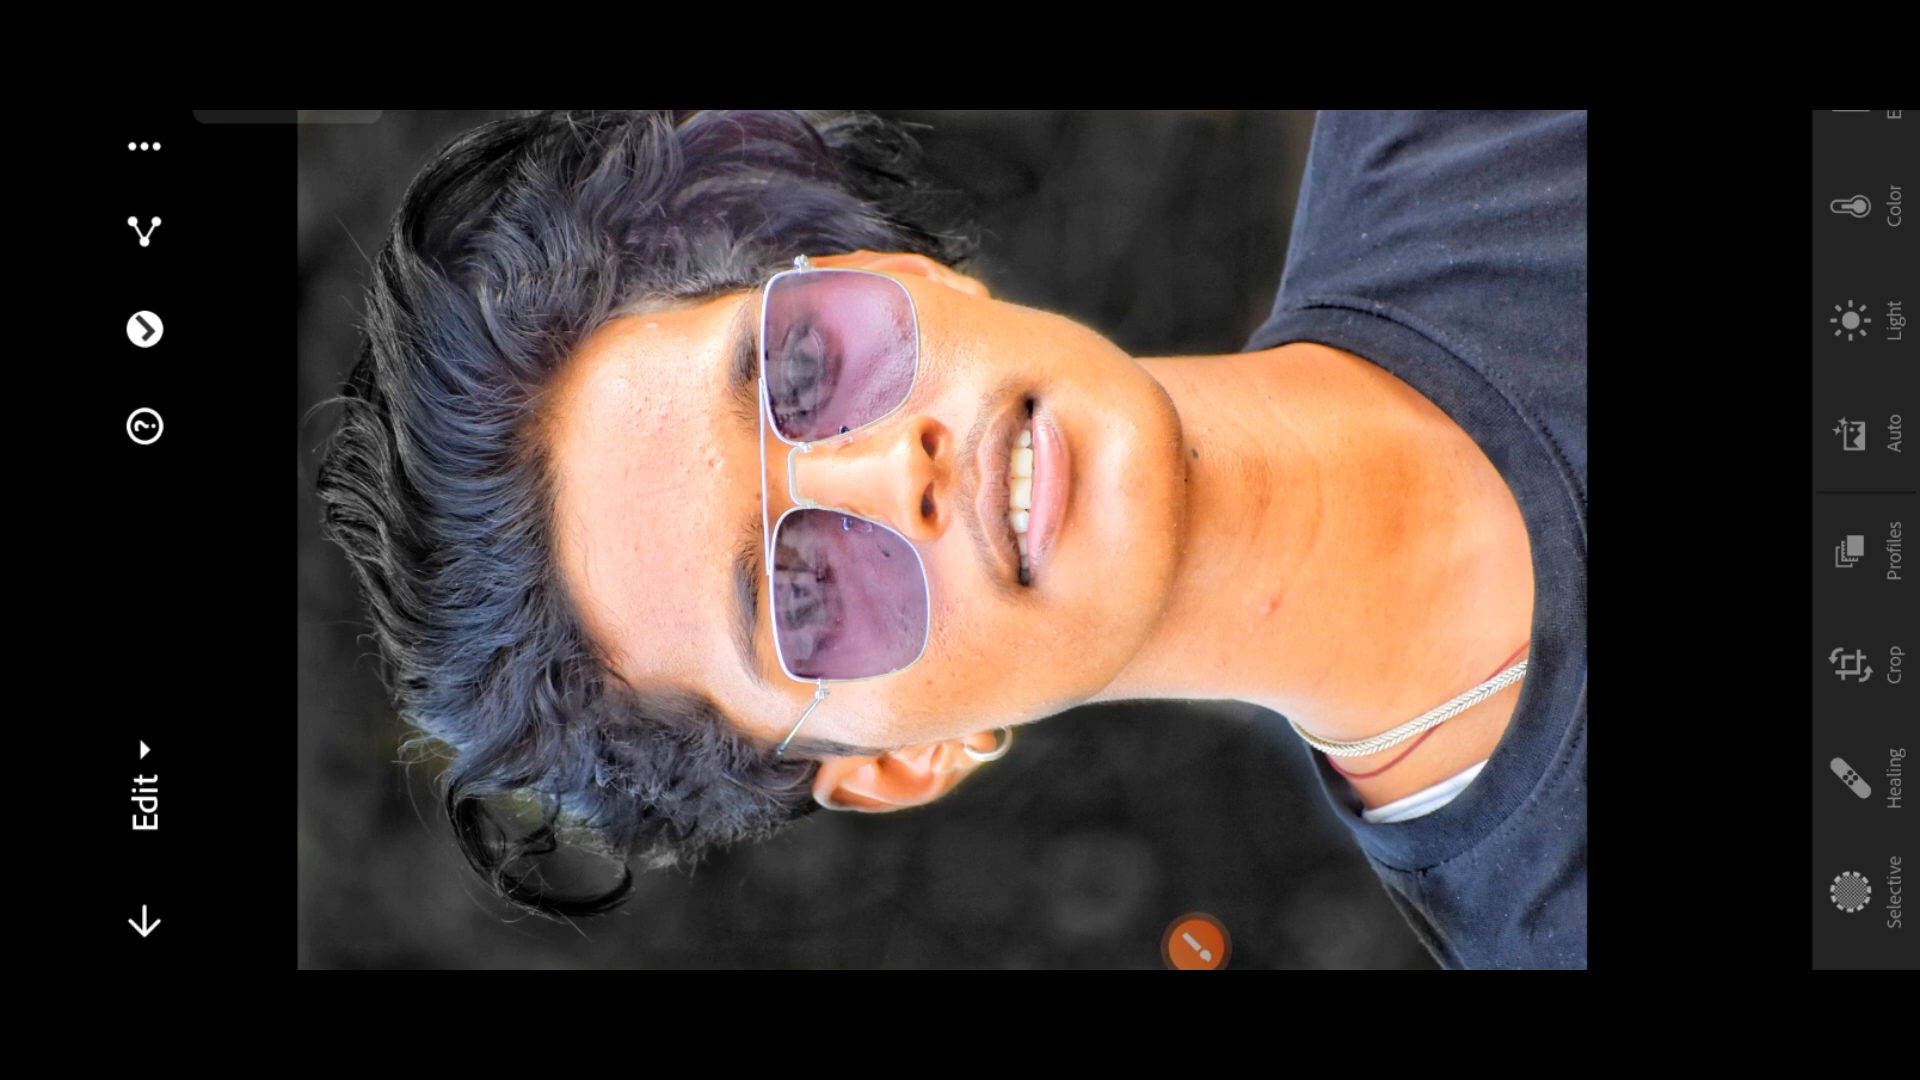 Edit
Selective
Healing
Crop
Profiles
Auto
Light
Color